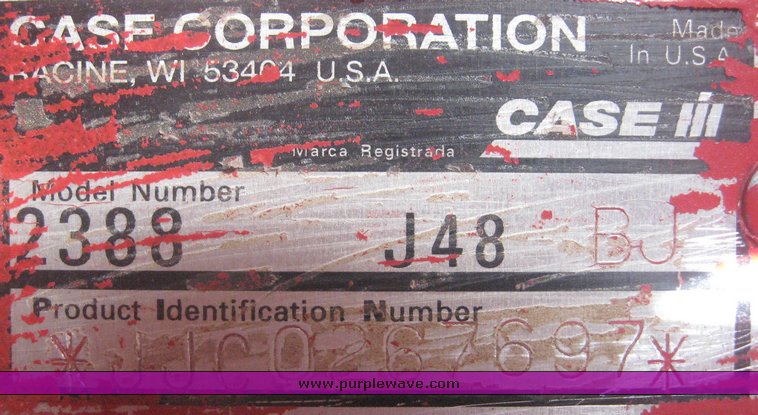 CASE CORPORATION
Made
In U.S.A
RACINE, WI 53404 U.S.A.
CASE IH
Marca Registrada
Model Number
2388 J48 BJ
Product Identification Number
*JJC0267697*
www.purplewave.com